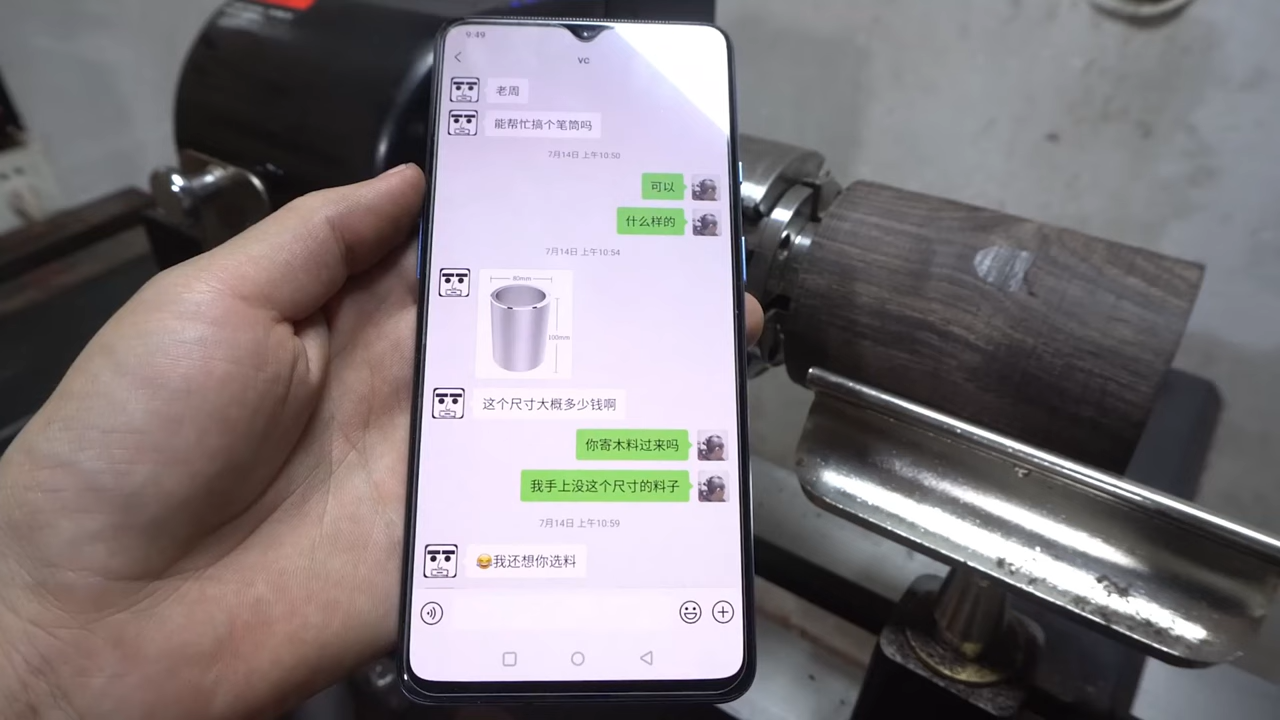 9:49
vc
老周
能帮忙搞个笔筒吗
7月14日 上午10:50
可以
什么样的
7月14日 上午10:54
80mm
100mm
这个尺寸大概多少钱啊
你寄木料过来吗
我手上没这个尺寸的料子
7月14日 上午10:59
😂我还想你选料